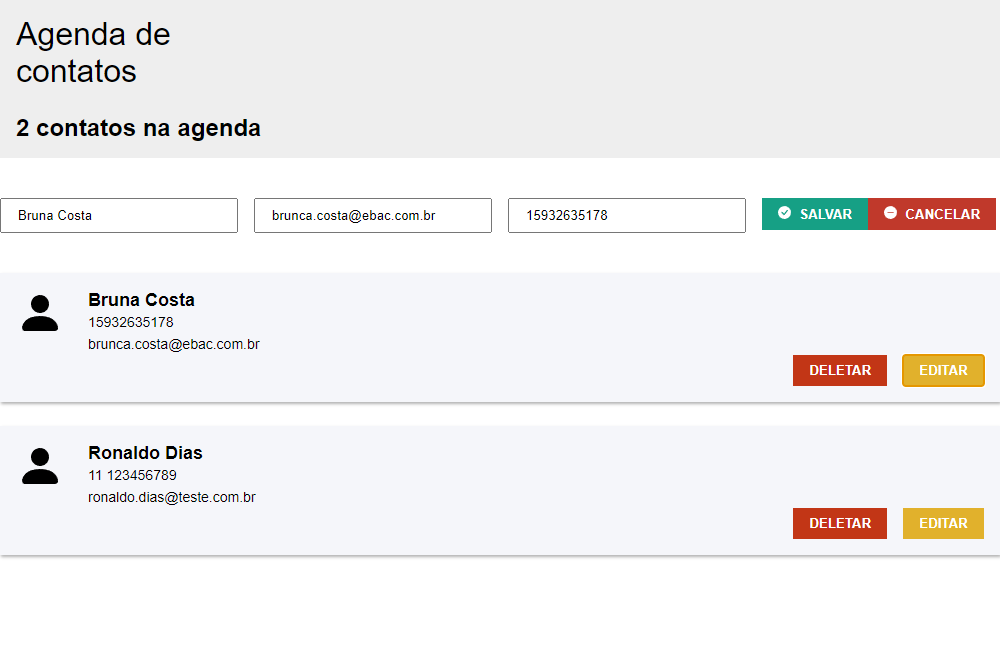 Agenda de
contatos
2 contatos na agenda
Bruna Costa brunca.costa@ebac.com.br 15932635178 SALVAR CANCELAR
Bruna Costa
15932635178
brunca.costa@ebac.com.br
DELETAR EDITAR
Ronaldo Dias
11 123456789
ronaldo.dias@teste.com.br
DELETAR EDITAR